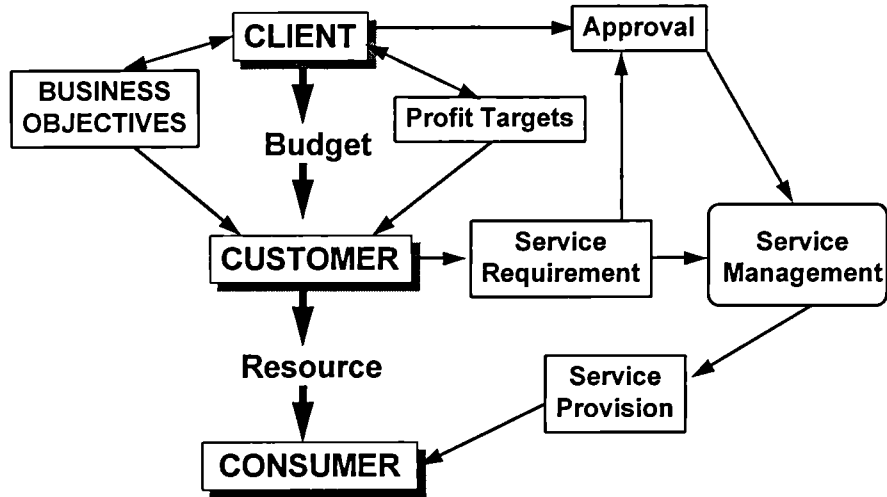 CLIENT
Approval
BUSINESS
OBJECTIVES
Profit Targets
Budget
CUSTOMER
Service
Requirement
Service
Management
Resource
Service
Provision
CONSUMER